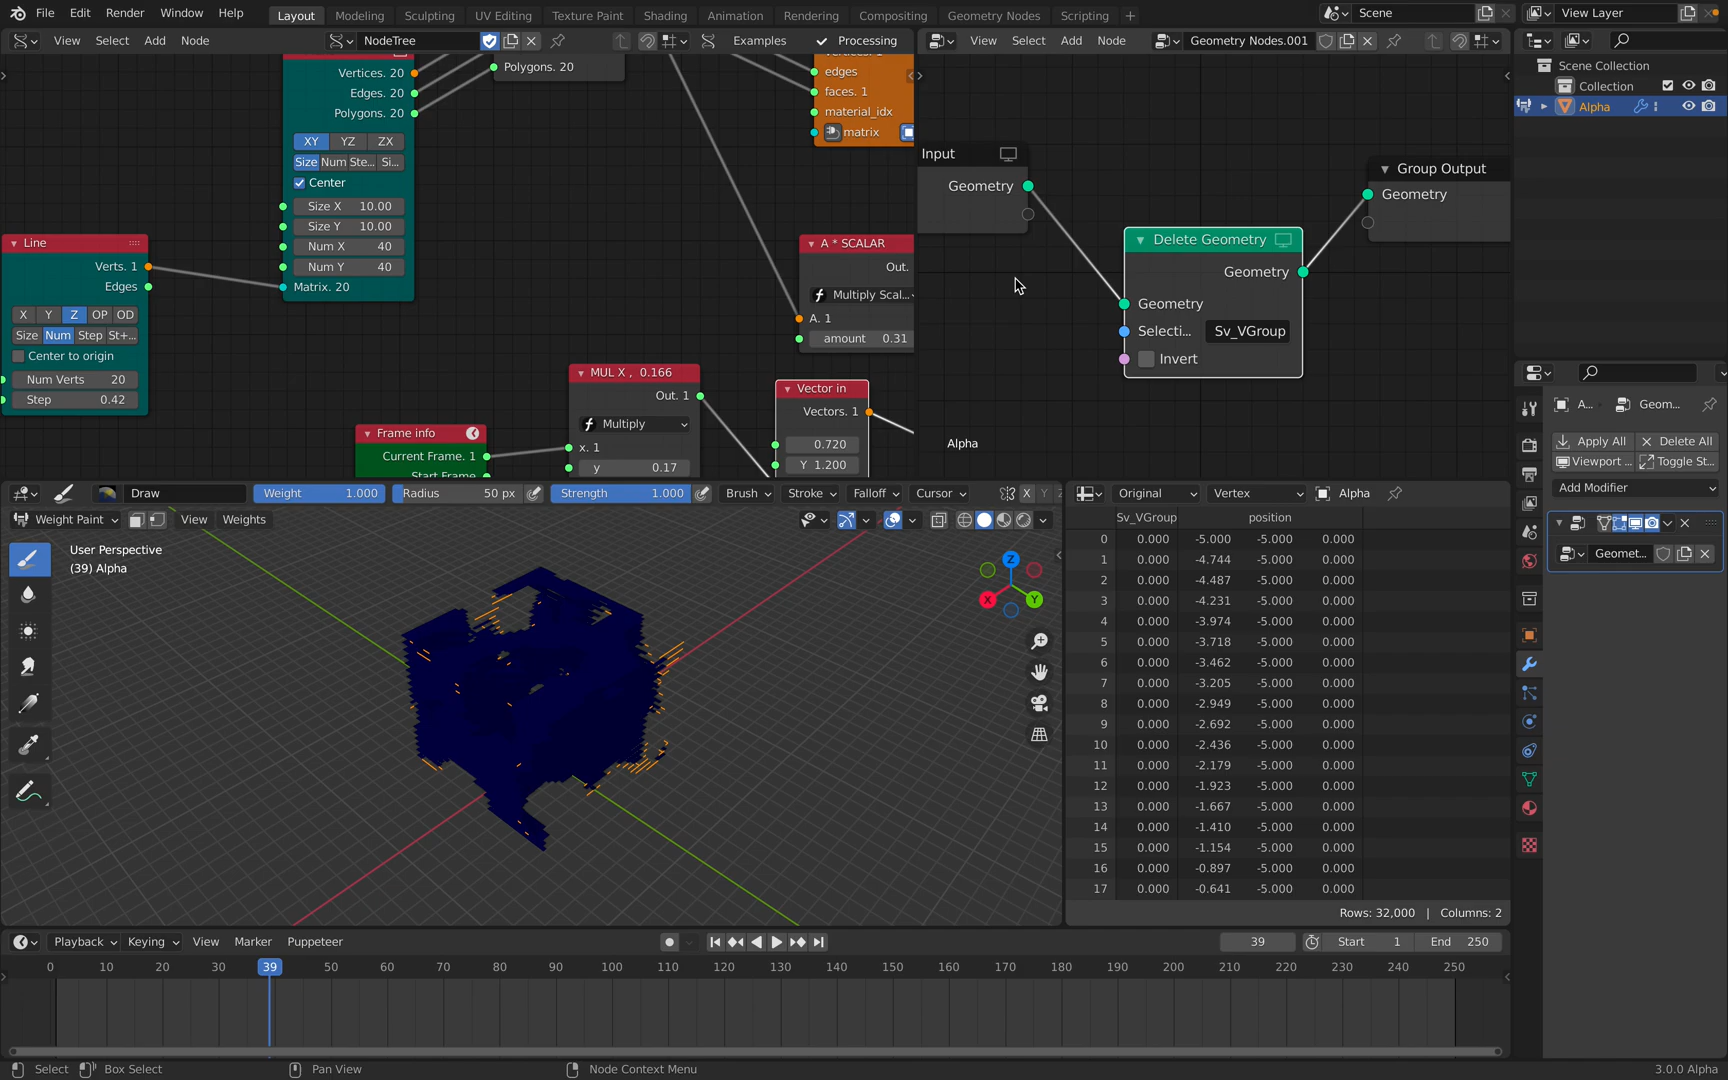 File Edit Render Window Help Layout Modeling Sculpting UV Editing Texture Paint Shading Animation Rendering Compositing Geometry Nodes Scripting + Scene View Layer
View Select Add Node NodeTree Examples Processing
View Select Add Node Geometry Nodes.001
Scene Collection
Collection
Alpha
Vertices. 20
Edges. 20
Polygons. 20
XY YZ ZX
Size Num Ste... Si...
Center
Size X 10.00
Size Y 10.00
Num X 40
Num Y 40
Matrix. 20
Polygons. 20
edges
faces. 1
material_idx
matrix
Line
Verts. 1
Edges
X Y Z OP OD
Size Num Step St+...
Center to origin
Num Verts 20
Step 0.42
A * SCALAR
Out.
Multiply Scal...
A. 1
amount 0.31
MUL X , 0.166
Out. 1
Multiply
x. 1
y 0.17
Frame info
Current Frame. 1
Start Frame
Vector in
Vectors. 1
0.720
Y 1.200
Input
Geometry
Delete Geometry
Geometry
Geometry
Selecti... Sv_VGroup
Invert
Group Output
Geometry
Alpha
A... Geom...
Apply All Delete All
Viewport ... Toggle St...
Add Modifier
Geomet...
Draw Weight 1.000 Radius 50 px Strength 1.000 Brush Stroke Falloff Cursor X Y Z
Weight Paint View Weights
User Perspective
(39) Alpha
Z
X Y
Original Vertex Alpha
Sv_VGroup position
0 0.000 -5.000 -5.000 0.000
1 0.000 -4.744 -5.000 0.000
2 0.000 -4.487 -5.000 0.000
3 0.000 -4.231 -5.000 0.000
4 0.000 -3.974 -5.000 0.000
5 0.000 -3.718 -5.000 0.000
6 0.000 -3.462 -5.000 0.000
7 0.000 -3.205 -5.000 0.000
8 0.000 -2.949 -5.000 0.000
9 0.000 -2.692 -5.000 0.000
10 0.000 -2.436 -5.000 0.000
11 0.000 -2.179 -5.000 0.000
12 0.000 -1.923 -5.000 0.000
13 0.000 -1.667 -5.000 0.000
14 0.000 -1.410 -5.000 0.000
15 0.000 -1.154 -5.000 0.000
16 0.000 -0.897 -5.000 0.000
17 0.000 -0.641 -5.000 0.000
Rows: 32,000 | Columns: 2
Playback Keying View Marker Puppeteer 39 Start 1 End 250
0 10 20 30 39 50 60 70 80 90 100 110 120 130 140 150 160 170 180 190 200 210 220 230 240 250
Select Box Select Pan View Node Context Menu 3.0.0 Alpha